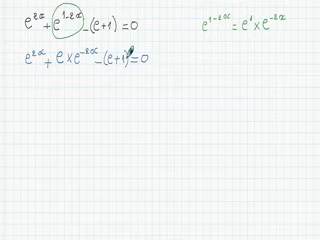 e^{2x} + e^{1-2x} - (e+1) = 0
e^{1-2x} = e^1 × e^{-2x}
e^{2x} + e × e^{-2x} - (e+1) = 0